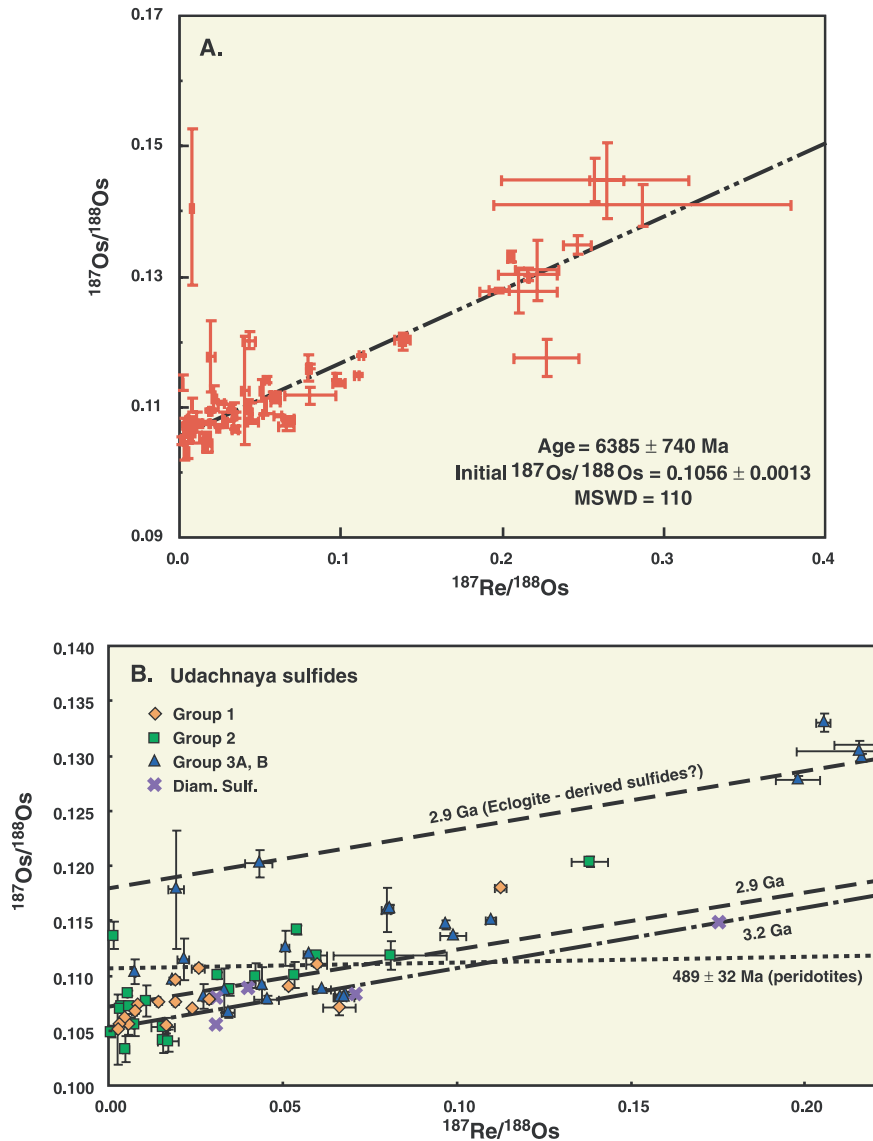 A.
0.17
0.15
0.13
0.11
0.09
187Os/188Os
Age = 6385 ± 740 Ma
Initial 187Os/188Os = 0.1056 ± 0.0013
MSWD = 110
0.0 0.1 0.2 0.3 0.4
187Re/188Os
B. Udachnaya sulfides
Group 1
Group 2
Group 3A, B
Diam. Sulf.
0.140
0.135
0.130
0.125
0.120
0.115
0.110
0.105
0.100
187Os/188Os
2.9 Ga (Eclogite - derived sulfides?)
2.9 Ga
3.2 Ga
489 ± 32 Ma (peridotites)
0.00 0.05 0.10 0.15 0.20
187Re/188Os